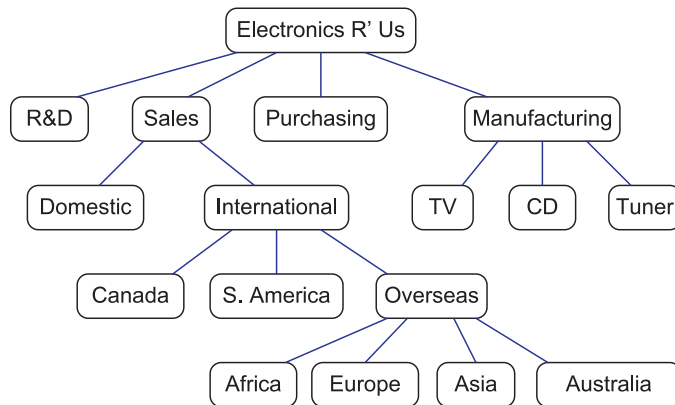 Electronics R’ Us
R&D
Sales
Purchasing
Manufacturing
Domestic
International
TV
CD
Tuner
Canada
S. America
Overseas
Africa
Europe
Asia
Australia